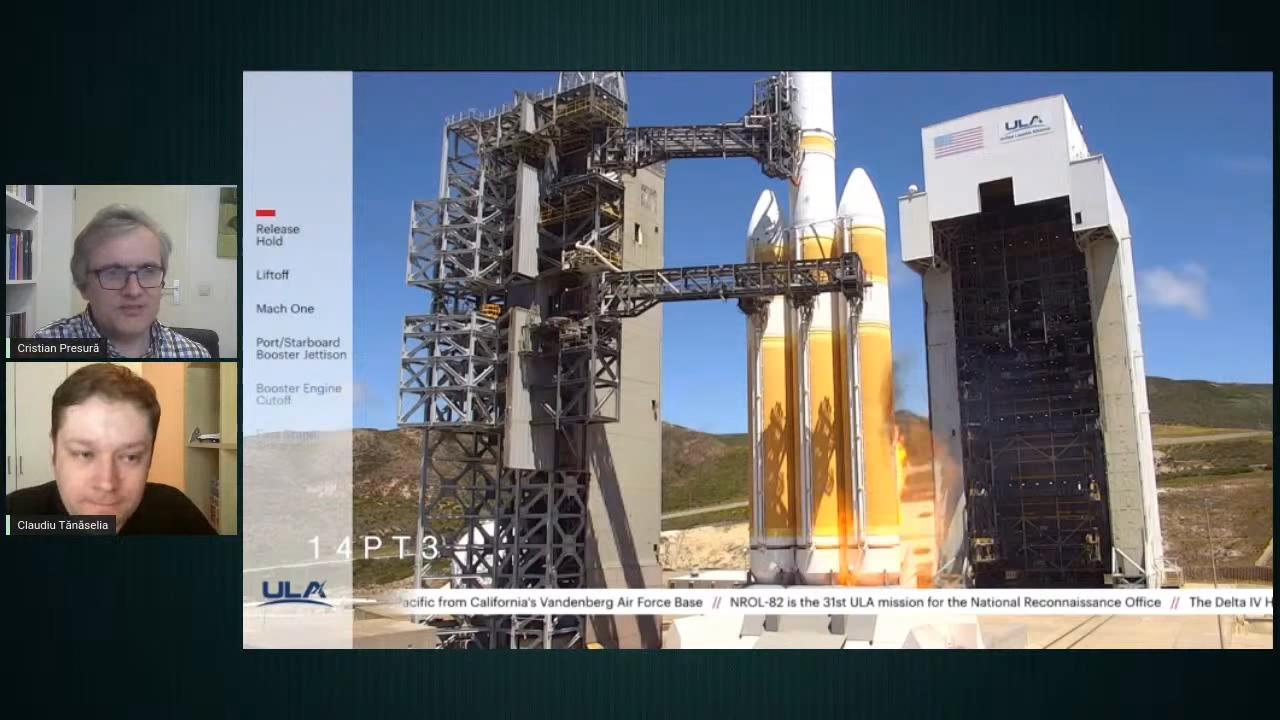 Cristian Presură
Claudiu Tănăselia
Release
Hold
Liftoff
Mach One
Port/Starboard
Booster Jettison
Booster Engine
Cutoff
14PT3
ULA
ULA
acific from California's Vandenberg Air Force Base // NROL-82 is the 31st ULA mission for the National Reconnaissance Office // The Delta IV H